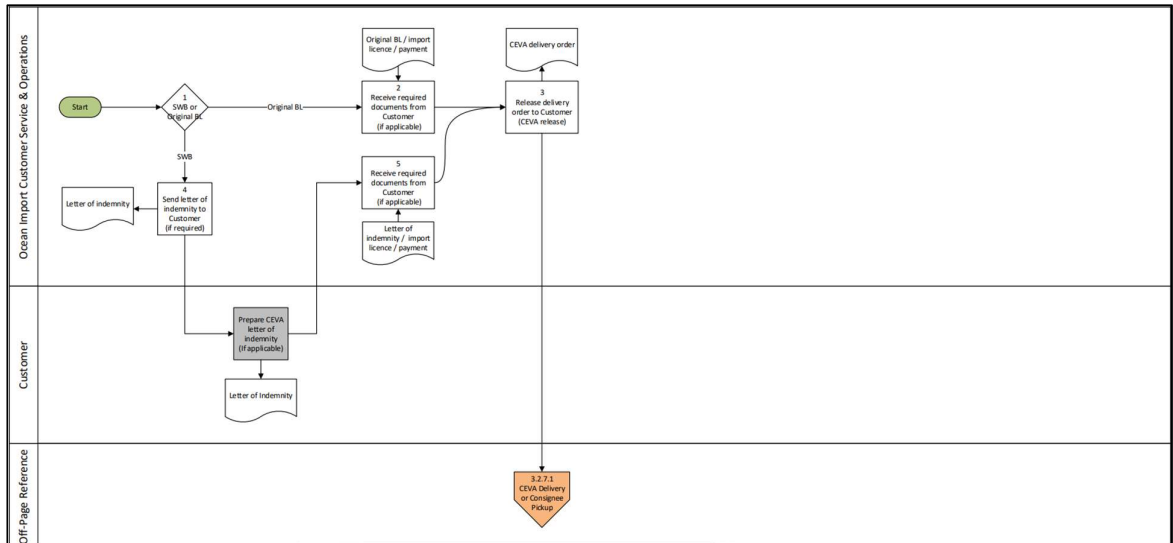 Ocean Import Customer Service & Operations
Original BL / import
licence / payment
CEVA delivery order
Start
1
SWB or
Original BL
Original BL
2
Receive required
documents from
Customer
(if applicable)
3
Release delivery
order to Customer
(CEVA release)
SWB
4
Send letter of
indemnity to
Customer
(if required)
Letter of indemnity
5
Receive required
documents from
Customer
(if applicable)
Letter of
indemnity / import
licence / payment
Customer
Prepare CEVA
letter of
indemnity
(If applicable)
Letter of Indemnity
Off-Page Reference
3.2.7.1
CEVA Delivery
or Consignee
Pickup